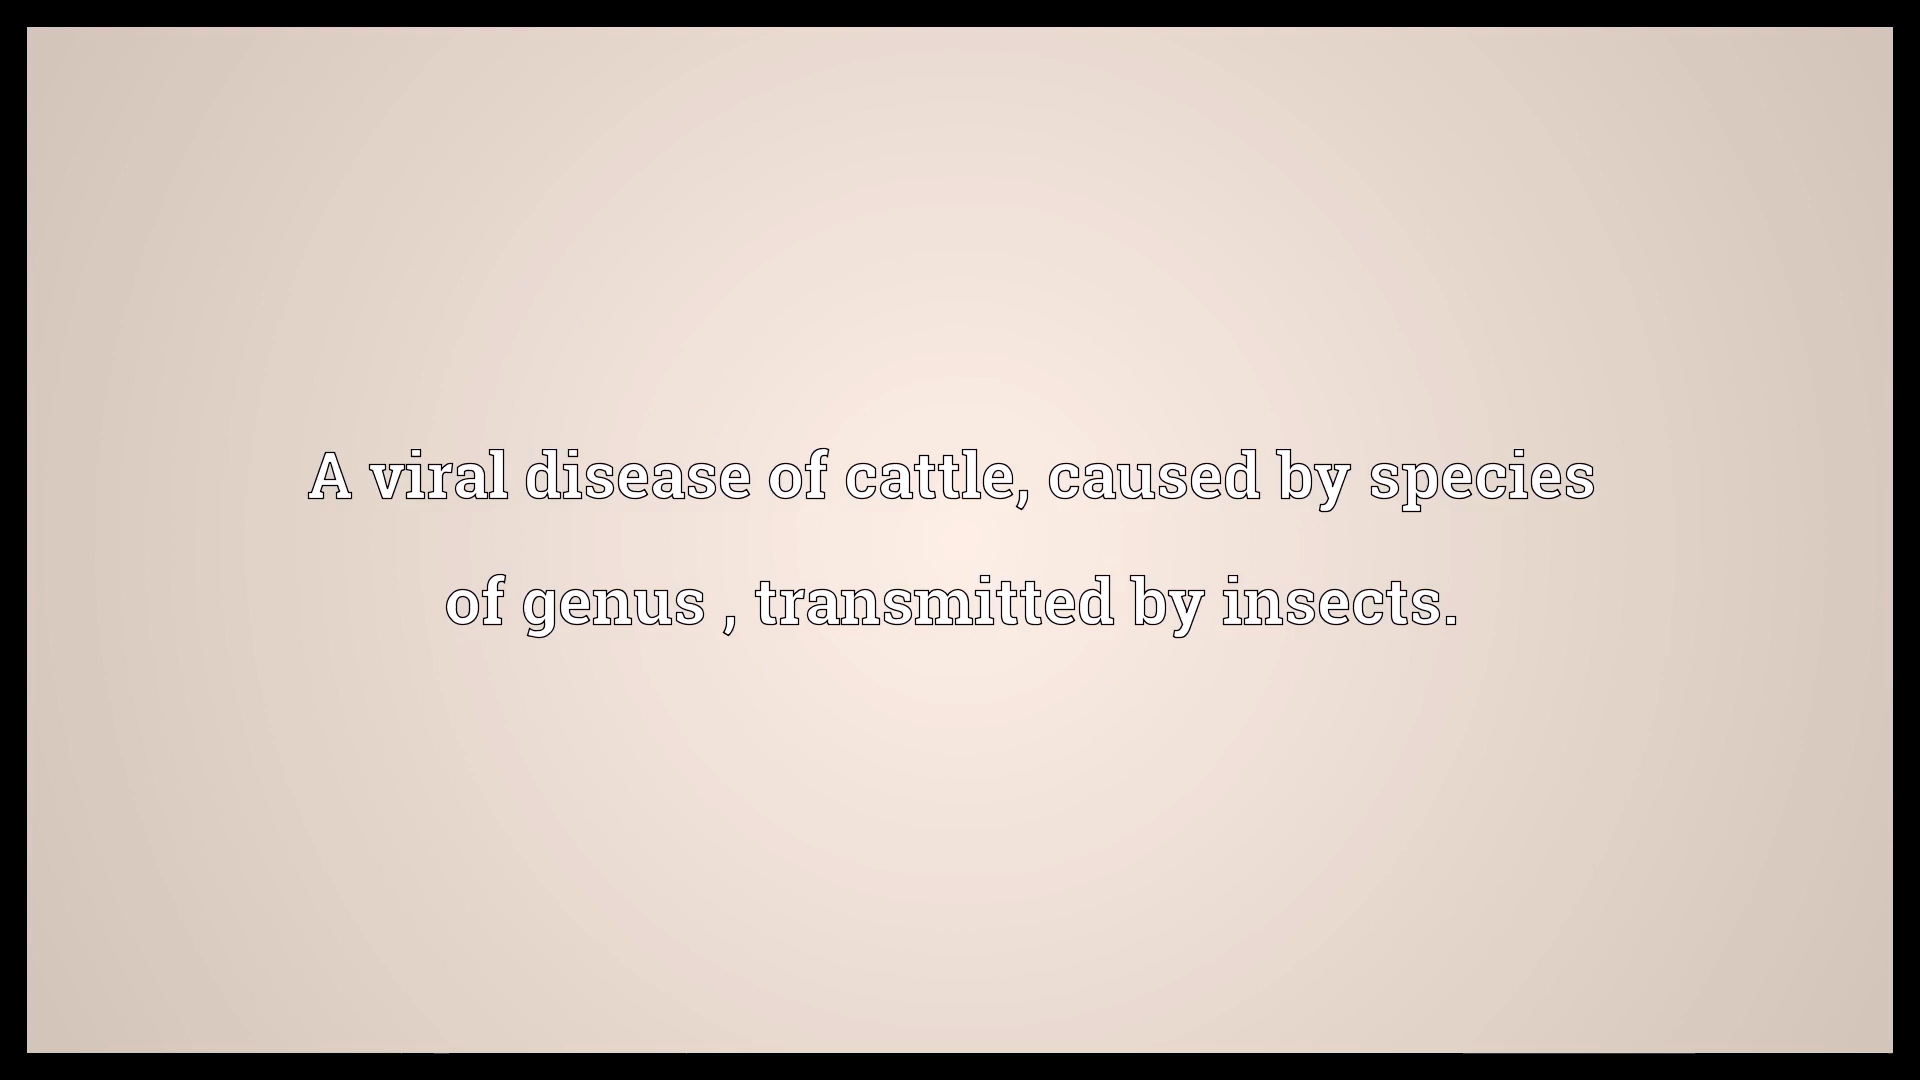 A viral disease of cattle, caused by species
of genus , transmitted by insects.